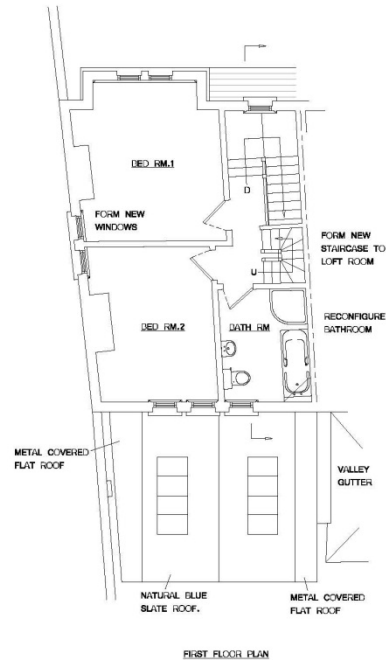 BED RM.1
D
FORM NEW
WINDOWS
FORM NEW
STAIRCASE TO
LOFT ROOM
U
BED RM.2
BATH RM
RECONFIGURE
BATHROOM
METAL COVERED
FLAT ROOF
VALLEY
GUTTER
NATURAL BLUE
SLATE ROOF.
METAL COVERED
FLAT ROOF
FIRST FLOOR PLAN